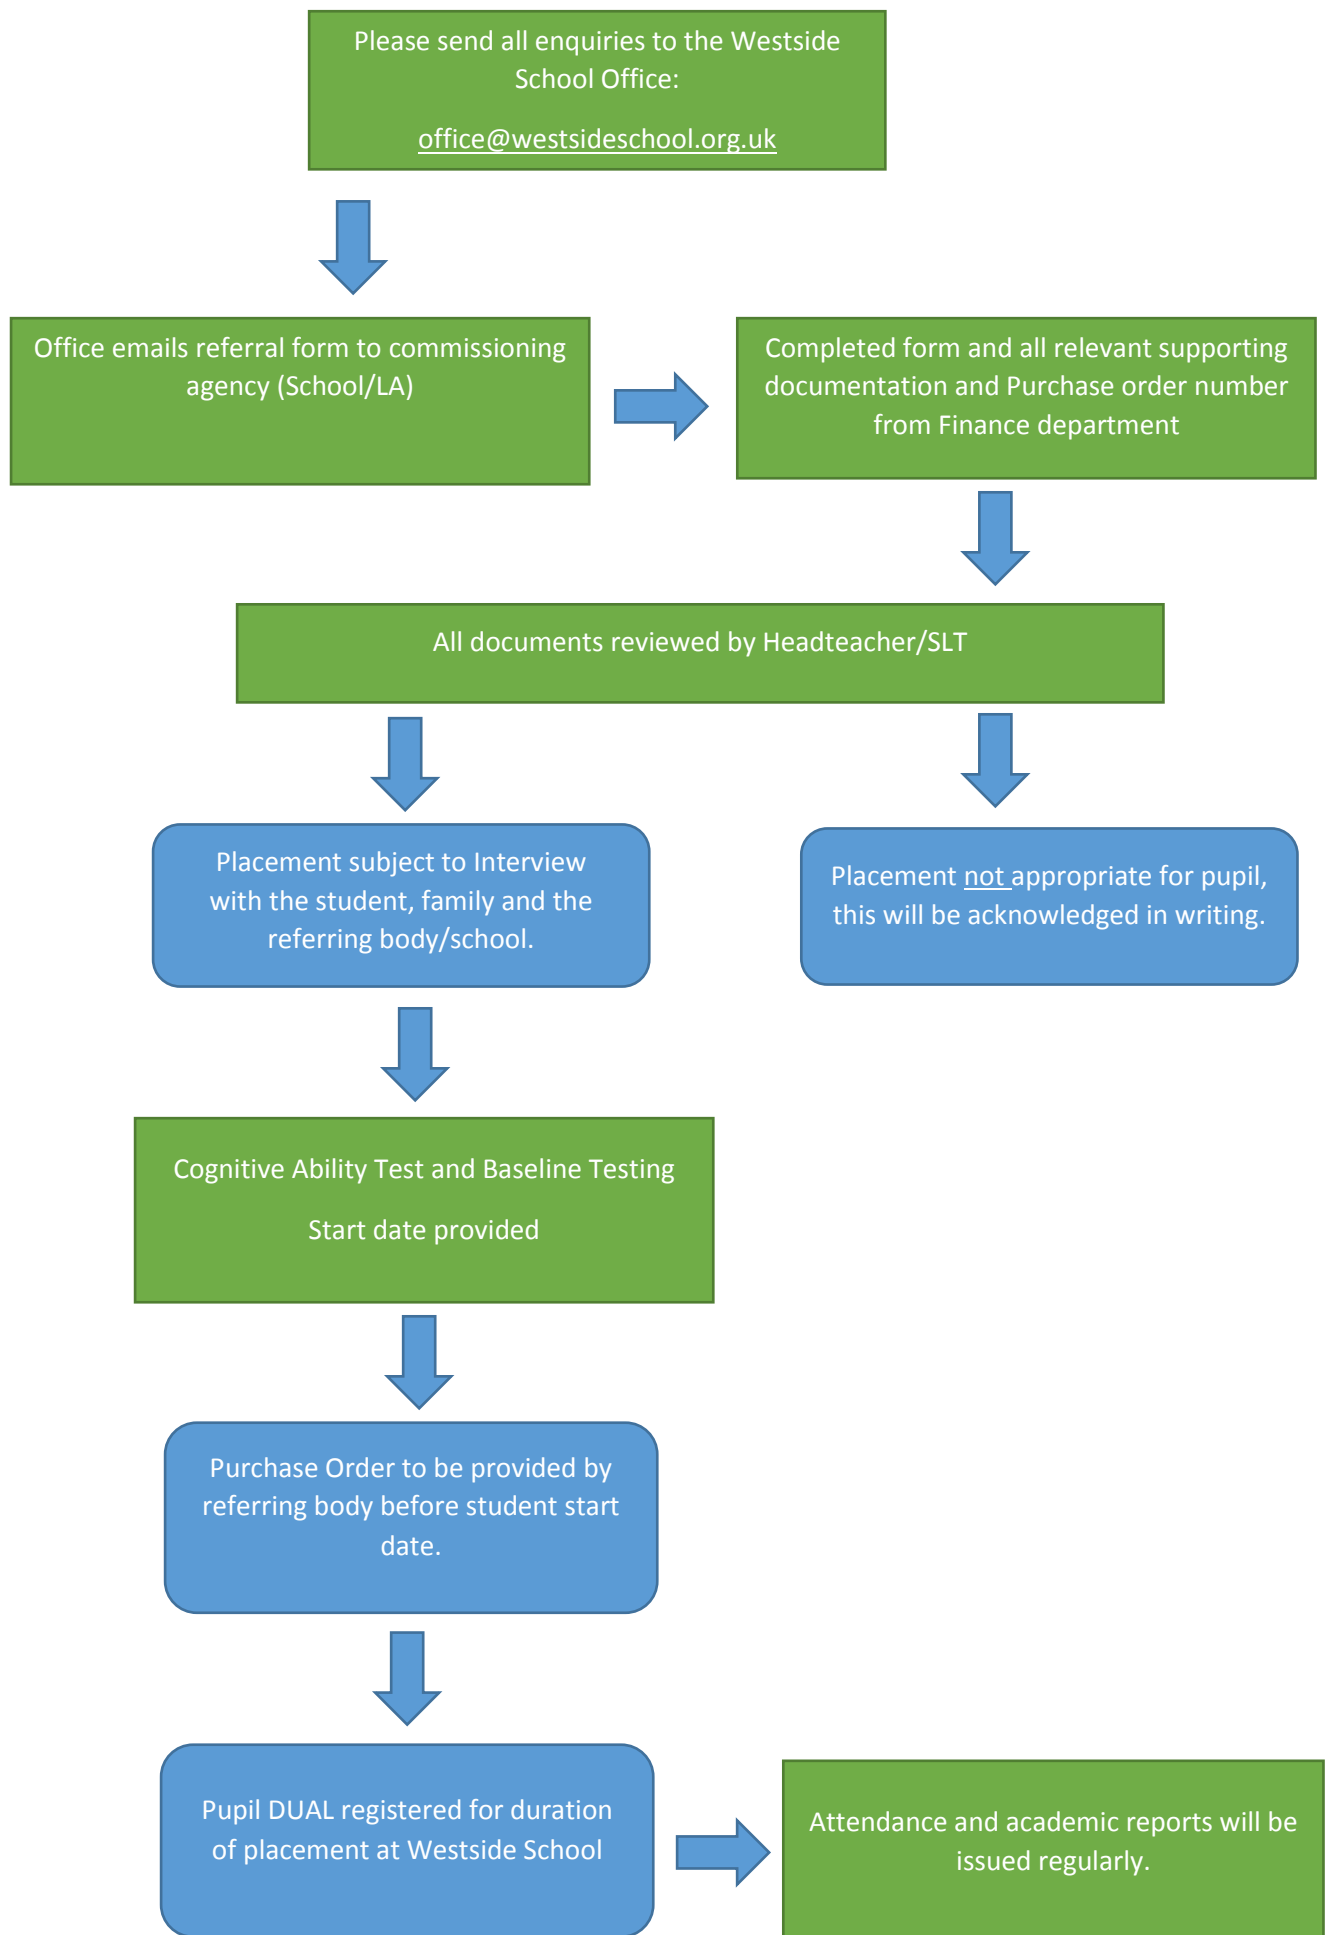 Please send all enquiries to the Westside
School Office:
office@westsideschool.org.uk
Office emails referral form to commissioning
agency (School/LA)
Completed form and all relevant supporting
documentation and Purchase order number
from Finance department
All documents reviewed by Headteacher/SLT
Placement subject to Interview
with the student, family and the
referring body/school.
Placement not appropriate for pupil,
this will be acknowledged in writing.
Cognitive Ability Test and Baseline Testing
Start date provided
Purchase Order to be provided by
referring body before student start
date.
Pupil DUAL registered for duration
of placement at Westside School
Attendance and academic reports will be
issued regularly.